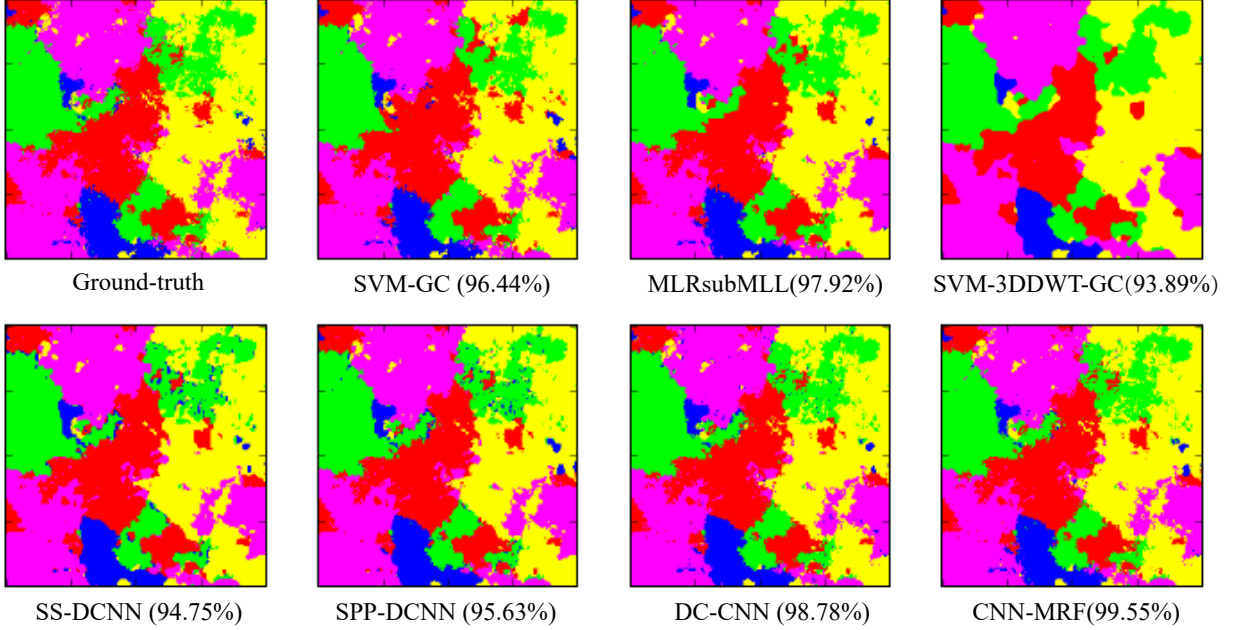 Ground-truth
SVM-GC (96.44%)
MLRsubMLL(97.92%)
SVM-3DDWT-GC(93.89%)
SS-DCNN (94.75%)
SPP-DCNN (95.63%)
DC-CNN (98.78%)
CNN-MRF(99.55%)